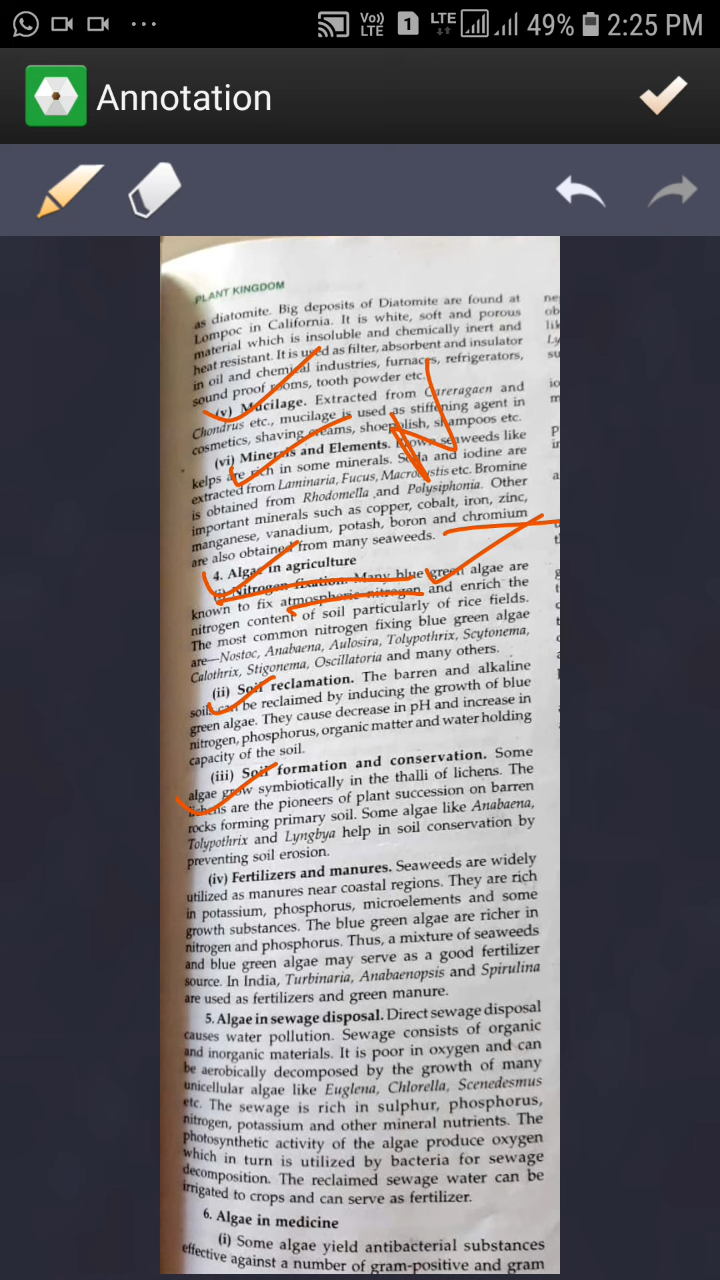 Vo))
LTE
1
LTE
49%
2:25 PM
Annotation
PLANT KINGDOM
as diatomite. Big deposits of Diatomite are found at
Lompoc in California. It is white, soft and porous
material which is insoluble and chemically inert and
heat resistant. It is used as filter, absorbent and insulator
in oil and chemical industries, furnaces, refrigerators,
sound proof rooms, tooth powder etc.
(v) Mucilage. Extracted from Careragaen and
Chondrus etc., mucilage is used as stiffening agent in
cosmetics, shaving creams, shoepolish, shampoos etc.
(vi) Minerals and Elements. Brown seaweeds like
kelps are rich in some minerals. Soda and iodine are
extracted from Laminaria, Fucus, Macrocystis etc. Bromine
is obtained from Rhodomella and Polysiphonia. Other
important minerals such as copper, cobalt, iron, zinc,
manganese, vanadium, potash, boron and chromium
are also obtained from many seaweeds.
4. Algae in agriculture
(i) Nitrogen fixation. Many blue green algae are
known to fix atmospheric nitrogen and enrich the
nitrogen content of soil particularly of rice fields.
The most common nitrogen fixing blue green algae
are—Nostoc, Anabaena, Aulosira, Tolypothrix, Scytonema,
Calothrix, Stigonema, Oscillatoria and many others.
(ii) Soil reclamation. The barren and alkaline
soils can be reclaimed by inducing the growth of blue
green algae. They cause decrease in pH and increase in
nitrogen, phosphorus, organic matter and water holding
capacity of the soil.
(iii) Soil formation and conservation. Some
algae grow symbiotically in the thalli of lichens. The
lichens are the pioneers of plant succession on barren
rocks forming primary soil. Some algae like Anabaena,
Tolypothrix and Lyngbya help in soil conservation by
preventing soil erosion.
(iv) Fertilizers and manures. Seaweeds are widely
utilized as manures near coastal regions. They are rich
in potassium, phosphorus, microelements and some
growth substances. The blue green algae are richer in
nitrogen and phosphorus. Thus, a mixture of seaweeds
and blue green algae may serve as a good fertilizer
source. In India, Turbinaria, Anabaenopsis and Spirulina
are used as fertilizers and green manure.
5. Algae in sewage disposal. Direct sewage disposal
causes water pollution. Sewage consists of organic
and inorganic materials. It is poor in oxygen and can
be aerobically decomposed by the growth of many
unicellular algae like Euglena, Chlorella, Scenedesmus
etc. The sewage is rich in sulphur, phosphorus,
nitrogen, potassium and other mineral nutrients. The
photosynthetic activity of the algae produce oxygen
which in turn is utilized by bacteria for sewage
decomposition. The reclaimed sewage water can be
irrigated to crops and can serve as fertilizer.
6. Algae in medicine
(i) Some algae yield antibacterial substances
effective against a number of gram-positive and gram